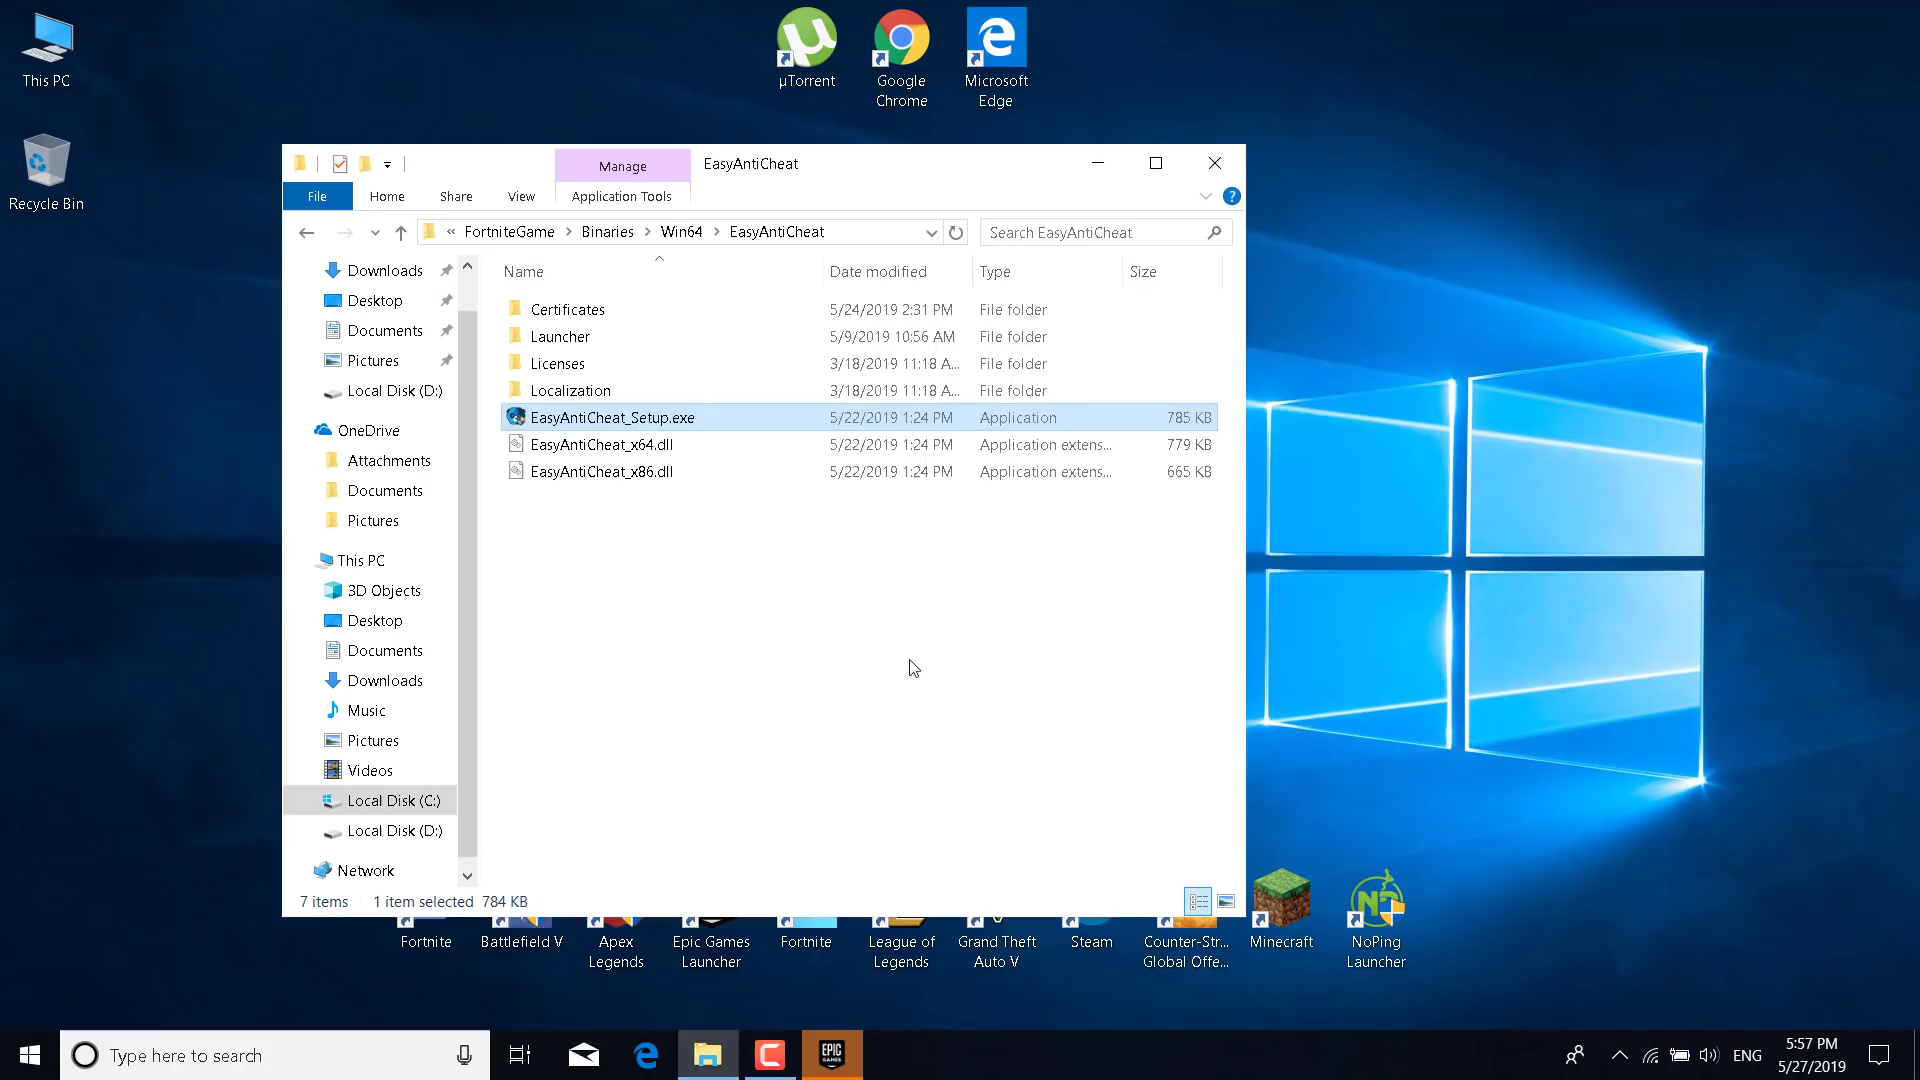 This PC
Recycle Bin
µTorrent
Google
Chrome
Microsoft
Edge
Manage
EasyAntiCheat
File
Home
Share
View
Application Tools
?
« FortniteGame > Binaries > Win64 > EasyAntiCheat
Search EasyAntiCheat
Downloads
Desktop
Documents
Pictures
Local Disk (D:)
OneDrive
Attachments
Documents
Pictures
This PC
3D Objects
Desktop
Documents
Downloads
Music
Pictures
Videos
Local Disk (C:)
Local Disk (D:)
Network
Name Date modified Type Size
Certificates 5/24/2019 2:31 PM File folder
Launcher 5/9/2019 10:56 AM File folder
Licenses 3/18/2019 11:18 A... File folder
Localization 3/18/2019 11:18 A... File folder
EasyAntiCheat_Setup.exe 5/22/2019 1:24 PM Application 785 KB
EasyAntiCheat_x64.dll 5/22/2019 1:24 PM Application extens... 779 KB
EasyAntiCheat_x86.dll 5/22/2019 1:24 PM Application extens... 665 KB
7 items 1 item selected 784 KB
Fortnite
Battlefield V
Apex
Legends
Epic Games
Launcher
Fortnite
League of
Legends
Grand Theft
Auto V
Steam
Counter-Str...
Global Offe...
Minecraft
NoPing
Launcher
Type here to search
EPIC
GAMES
ENG
5:57 PM
5/27/2019